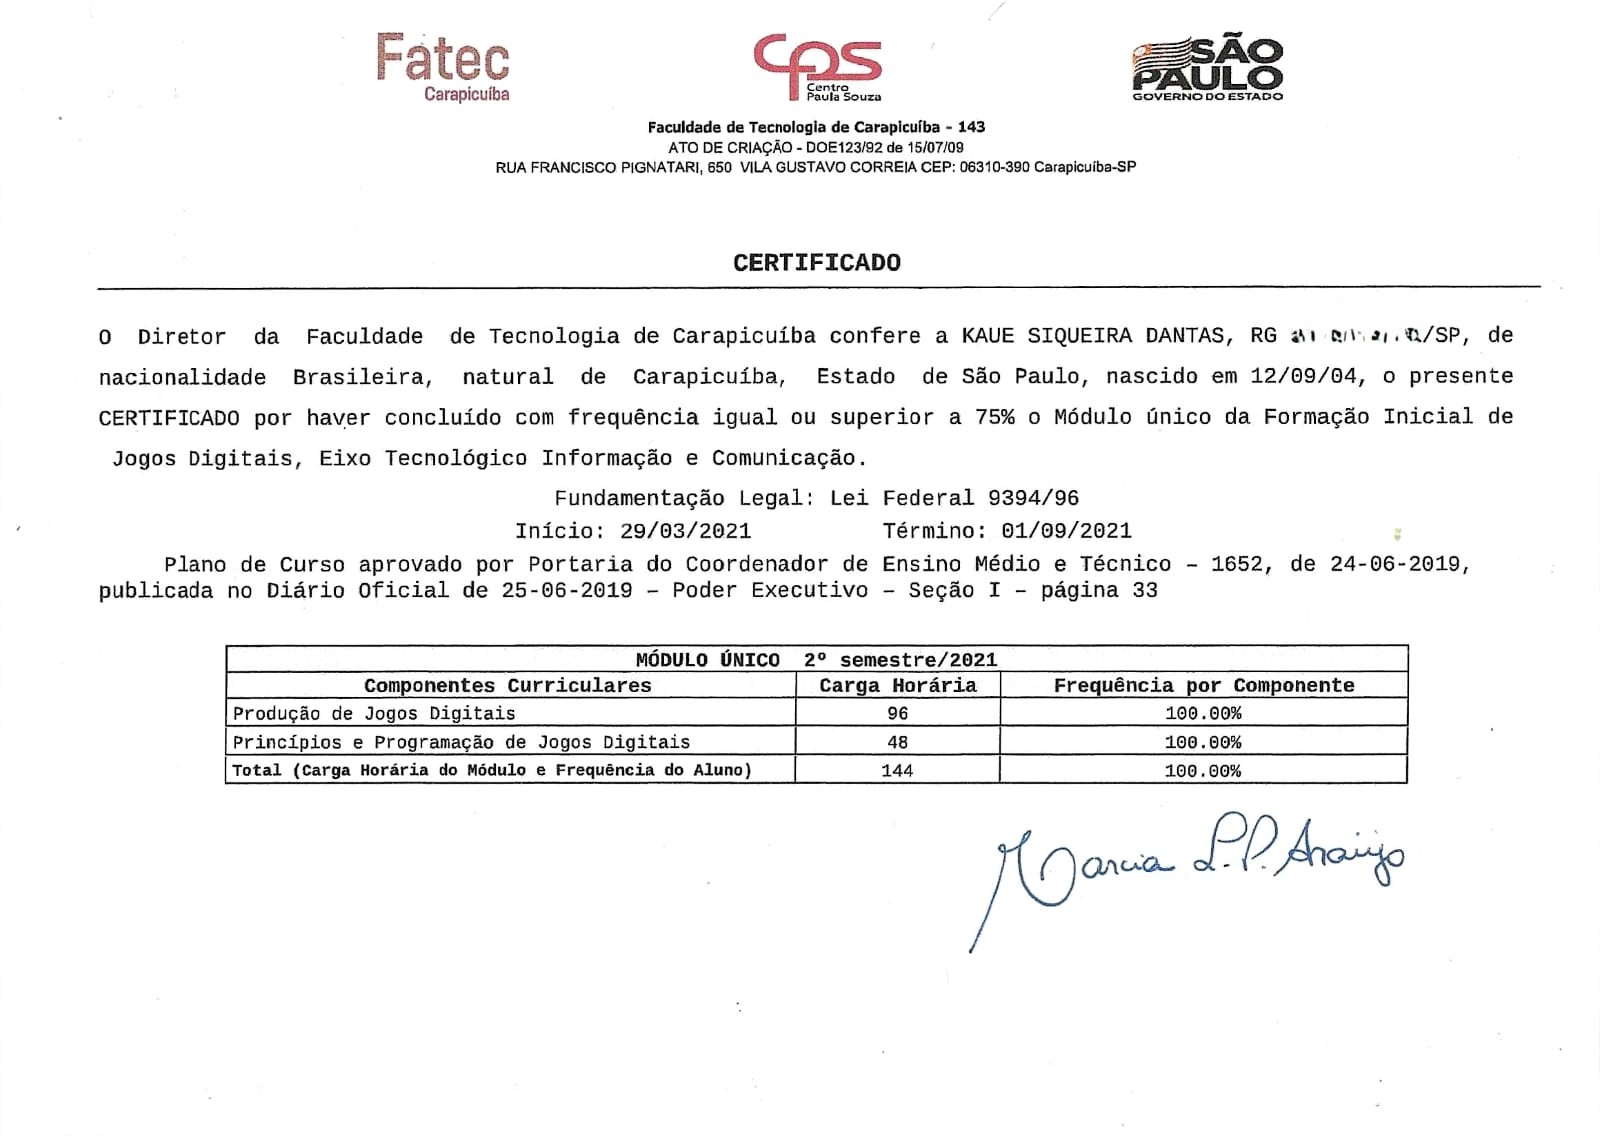 Fatec
Carapicuíba
CPS
Centro
Paula Souza
SÃO
PAULO
GOVERNO DO ESTADO
Faculdade de Tecnologia de Carapicuíba - 143
ATO DE CRIAÇÃO - DOE123/92 de 15/07/09
RUA FRANCISCO PIGNATARI, 650 VILA GUSTAVO CORREIA CEP: 06310-390 Carapicuíba-SP
CERTIFICADO
O Diretor da Faculdade de Tecnologia de Carapicuíba confere a KAUE SIQUEIRA DANTAS, RG /SP, de
nacionalidade Brasileira, natural de Carapicuíba, Estado de São Paulo, nascido em 12/09/04, o presente
CERTIFICADO por haver concluído com frequência igual ou superior a 75% o Módulo único da Formação Inicial de
Jogos Digitais, Eixo Tecnológico Informação e Comunicação.
Fundamentação Legal: Lei Federal 9394/96
Início: 29/03/2021 Término: 01/09/2021
Plano de Curso aprovado por Portaria do Coordenador de Ensino Médio e Técnico – 1652, de 24-06-2019,
publicada no Diário Oficial de 25-06-2019 – Poder Executivo – Seção I – página 33
MÓDULO ÚNICO 2º semestre/2021
Componentes Curriculares Carga Horária Frequência por Componente
Produção de Jogos Digitais 96 100.00%
Princípios e Programação de Jogos Digitais 48 100.00%
Total (Carga Horária do Módulo e Frequência do Aluno) 144 100.00%
Marcia L.P. Araújo